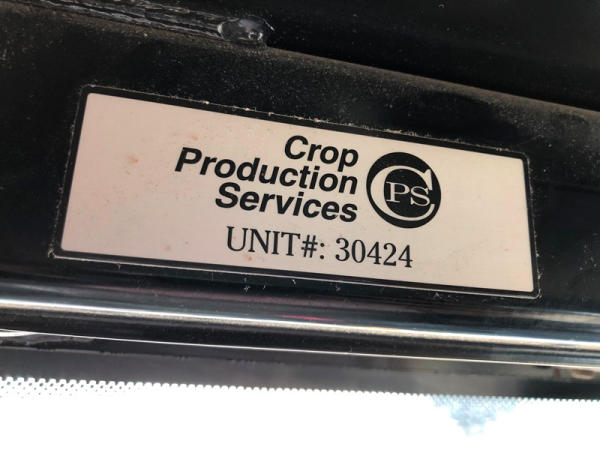 Crop
Production
Services
CPS
UNIT#: 30424